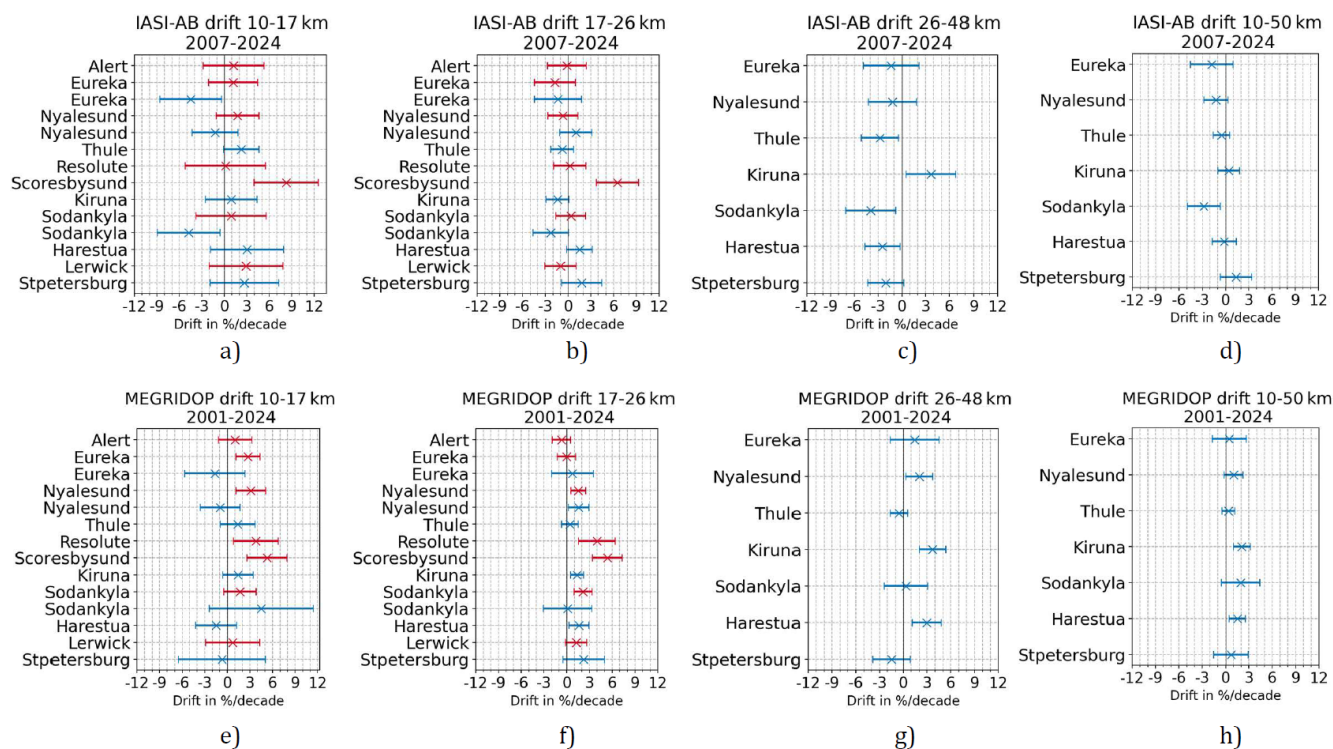 IASI-AB drift 10-17 km
2007-2024
Alert
Eureka
Eureka
Nyalesund
Nyalesund
Thule
Resolute
Scoresbysund
Kiruna
Sodankyla
Sodankyla
Harestua
Lerwick
Stpetersburg
-9 -6 -3 0 3 6 9 12
Drift in %/decade
a)
IASI-AB drift 17-26 km
2007-2024
Alert
Eureka
Eureka
Nyalesund
Nyalesund
Thule
Resolute
Scoresbysund
Kiruna
Sodankyla
Sodankyla
Harestua
Lerwick
Stpetersburg
-12 -9 -6 -3 0 3 6 9 12
Drift in %/decade
b)
IASI-AB drift 26-48 km
2007-2024
Eureka
Nyalesund
Thule
Kiruna
Sodankyla
Harestua
Stpetersburg
-12 -9 -6 -3 0 3 6 9 12
Drift in %/decade
c)
IASI-AB drift 10-50 km
2007-2024
Eureka
Nyalesund
Thule
Kiruna
Sodankyla
Harestua
Stpetersburg
-12 -9 -6 -3 0 3 6 9 12
Drift in %/decade
d)
MEGRIDOP drift 10-17 km
2001-2024
Alert
Eureka
Eureka
Nyalesund
Nyalesund
Thule
Resolute
Scoresbysund
Kiruna
Sodankyla
Sodankyla
Harestua
Lerwick
Stpetersburg
-12 -9 -6 -3 0 3 6 9 12
Drift in %/decade
e)
MEGRIDOP drift 17-26 km
2001-2024
Alert
Eureka
Eureka
Nyalesund
Nyalesund
Thule
Resolute
Scoresbysund
Kiruna
Sodankyla
Sodankyla
Harestua
Lerwick
Stpetersburg
-12 -9 -6 -3 0 3 6 9 12
Drift in %/decade
f)
MEGRIDOP drift 26-48 km
2001-2024
Eureka
Nyalesund
Thule
Kiruna
Sodankyla
Harestua
Stpetersburg
-12 -9 -6 -3 0 3 6 9 12
Drift in %/decade
g)
MEGRIDOP drift 10-50 km
2001-2024
Eureka
Nyalesund
Thule
Kiruna
Sodankyla
Harestua
Stpetersburg
-12 -9 -6 -3 0 3 6 9 12
Drift in %/decade
h)